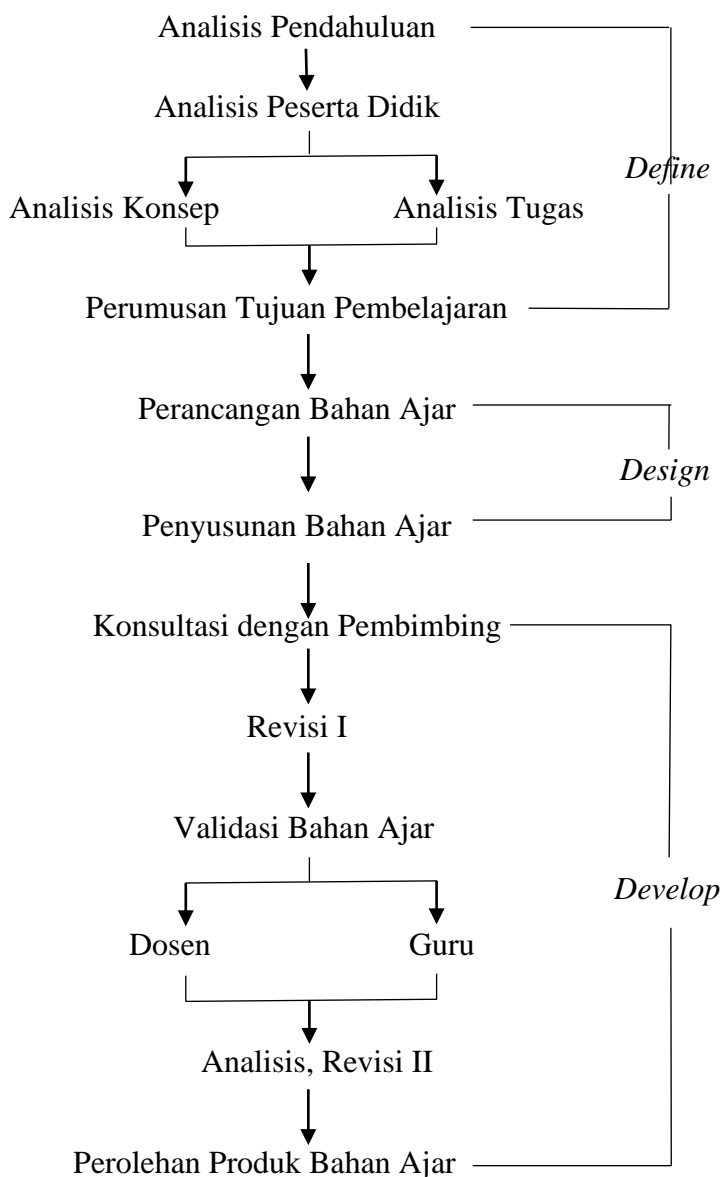 Analisis Pendahuluan
Analisis Peserta Didik
Define
Analisis Konsep
Analisis Tugas
Perumusan Tujuan Pembelajaran
Perancangan Bahan Ajar
Design
Penyusunan Bahan Ajar
Konsultasi dengan Pembimbing
Revisi I
Validasi Bahan Ajar
Develop
Dosen
Guru
Analisis, Revisi II
Perolehan Produk Bahan Ajar